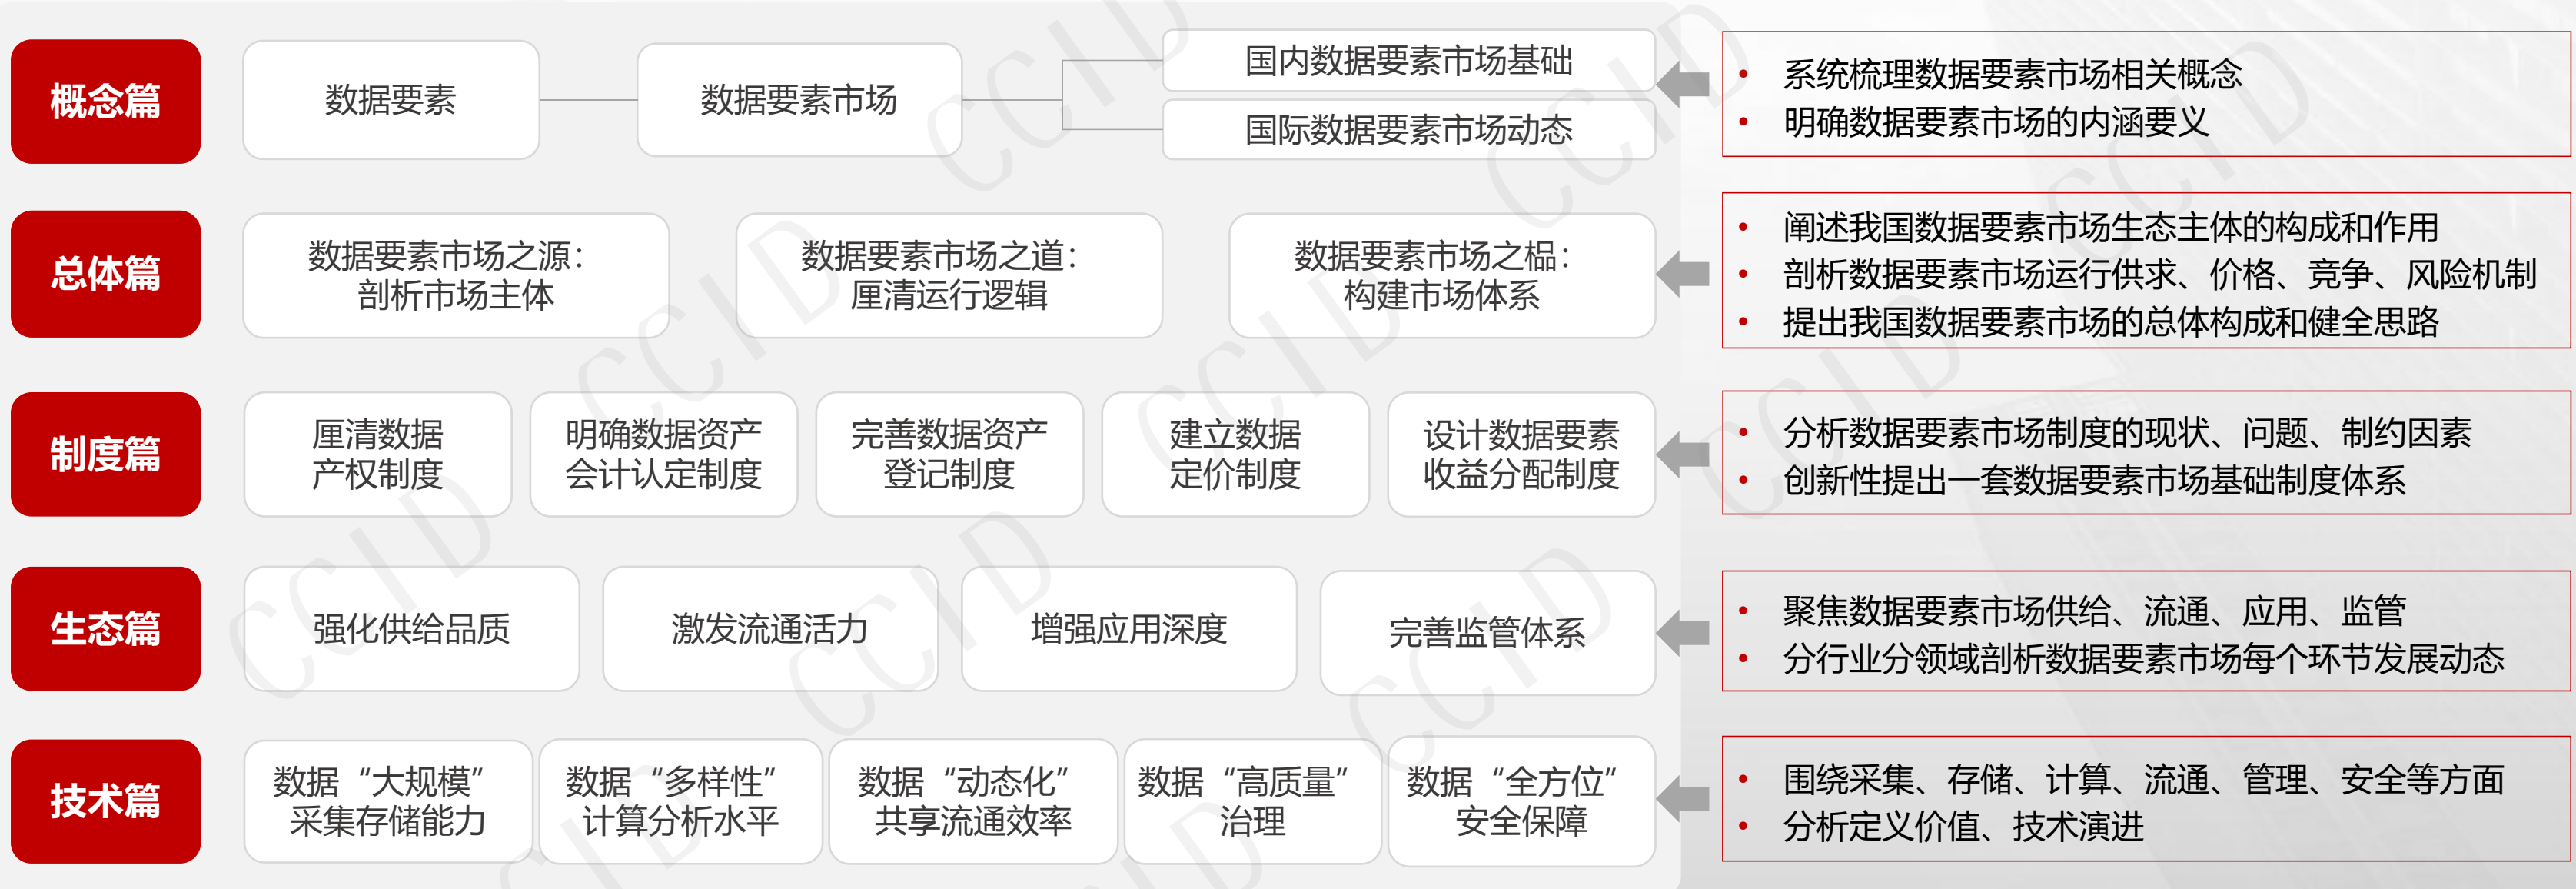 概念篇
数据要素
数据要素市场
国内数据要素市场基础
国际数据要素市场动态
• 系统梳理数据要素市场相关概念
• 明确数据要素市场的内涵要义
总体篇
数据要素市场之源：
剖析市场主体
数据要素市场之道：
厘清运行逻辑
数据要素市场之榀：
构建市场体系
• 阐述我国数据要素市场生态主体的构成和作用
• 剖析数据要素市场运行供求、价格、竞争、风险机制
• 提出我国数据要素市场的总体构成和健全思路
制度篇
厘清数据
产权制度
明确数据资产
会计认定制度
完善数据资产
登记制度
建立数据
定价制度
设计数据要素
收益分配制度
• 分析数据要素市场制度的现状、问题、制约因素
• 创新性提出一套数据要素市场基础制度体系
生态篇
强化供给品质
激发流通活力
增强应用深度
完善监管体系
• 聚焦数据要素市场供给、流通、应用、监管
• 分行业分领域剖析数据要素市场每个环节发展动态
技术篇
数据“大规模”
采集存储能力
数据“多样性”
计算分析水平
数据“动态化”
共享流通效率
数据“高质量”
治理
数据“全方位”
安全保障
• 围绕采集、存储、计算、流通、管理、安全等方面
• 分析定义价值、技术演进
CCID
CCID
CCID
CCID
CCID
CCID
CCID
CCID
CCID
CCID